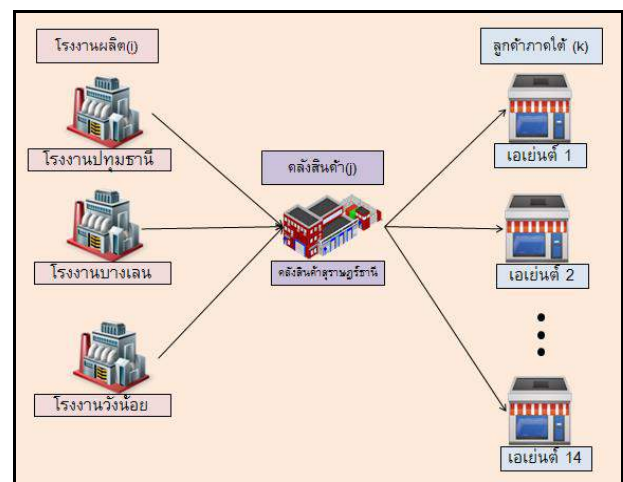 โรงงานผลิต(i)
โรงงานปทุมธานี
โรงงานบางเลน
โรงงานวังน้อย
คลังสินค้า(j)
คลังสินค้าสุราษฎร์ธานี
ลูกค้าภาคใต้ (k)
เอเย่นต์ 1
เอเย่นต์ 2
เอเย่นต์ 14